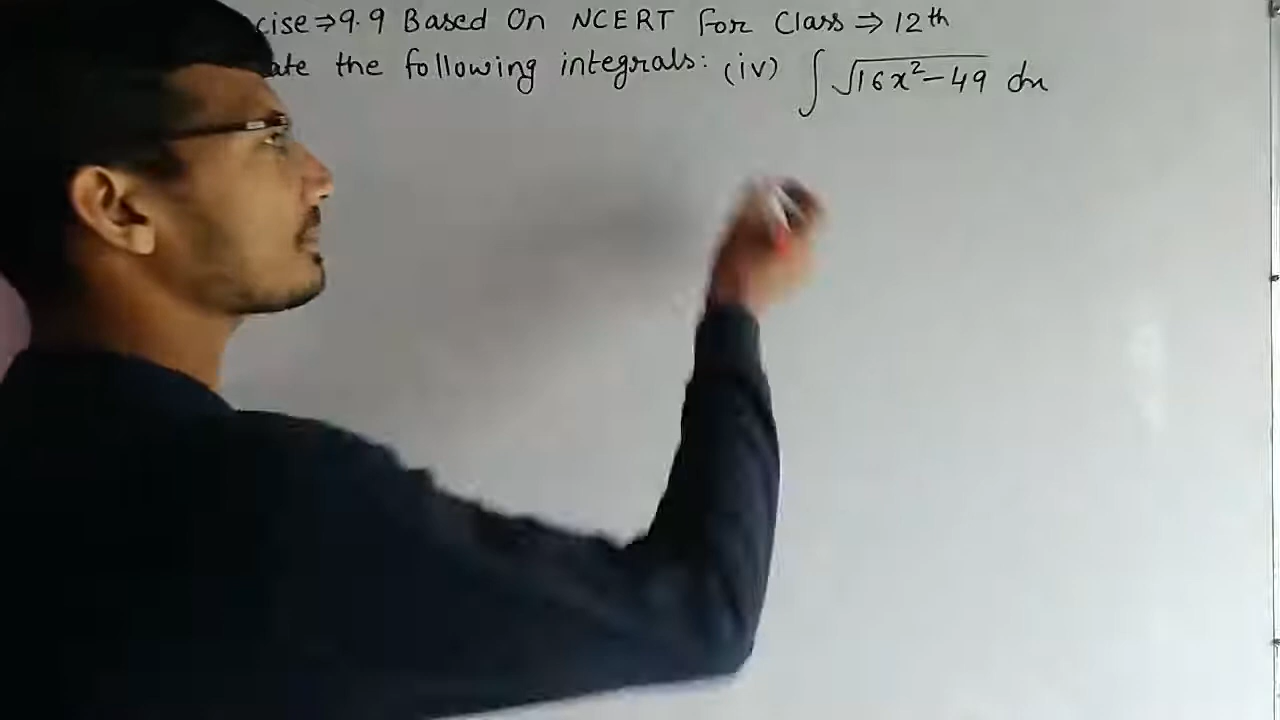 cise⇒9.9 Based On NCERT For Class ⇒ 12th
ate the following integrals: (iv) ∫ √16x²-49 dx